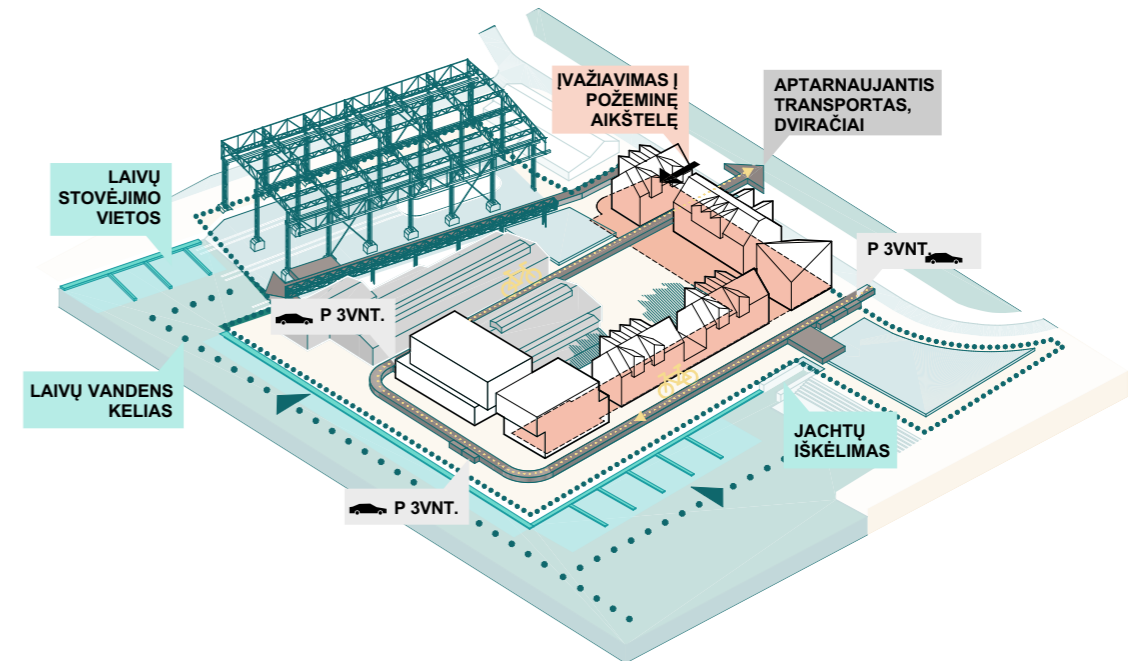 ĮVAŽIAVIMAS Į
POŽEMINĘ
AIKŠTELĘ
APTARNAUJANTIS
TRANSPORTAS,
DVIRAČIAI
LAIVŲ
STOVĖJIMO
VIETOS
P 3VNT.
P 3VNT.
LAIVŲ VANDENS
KELIAS
JACHTŲ
IŠKĖLIMAS
P 3VNT.